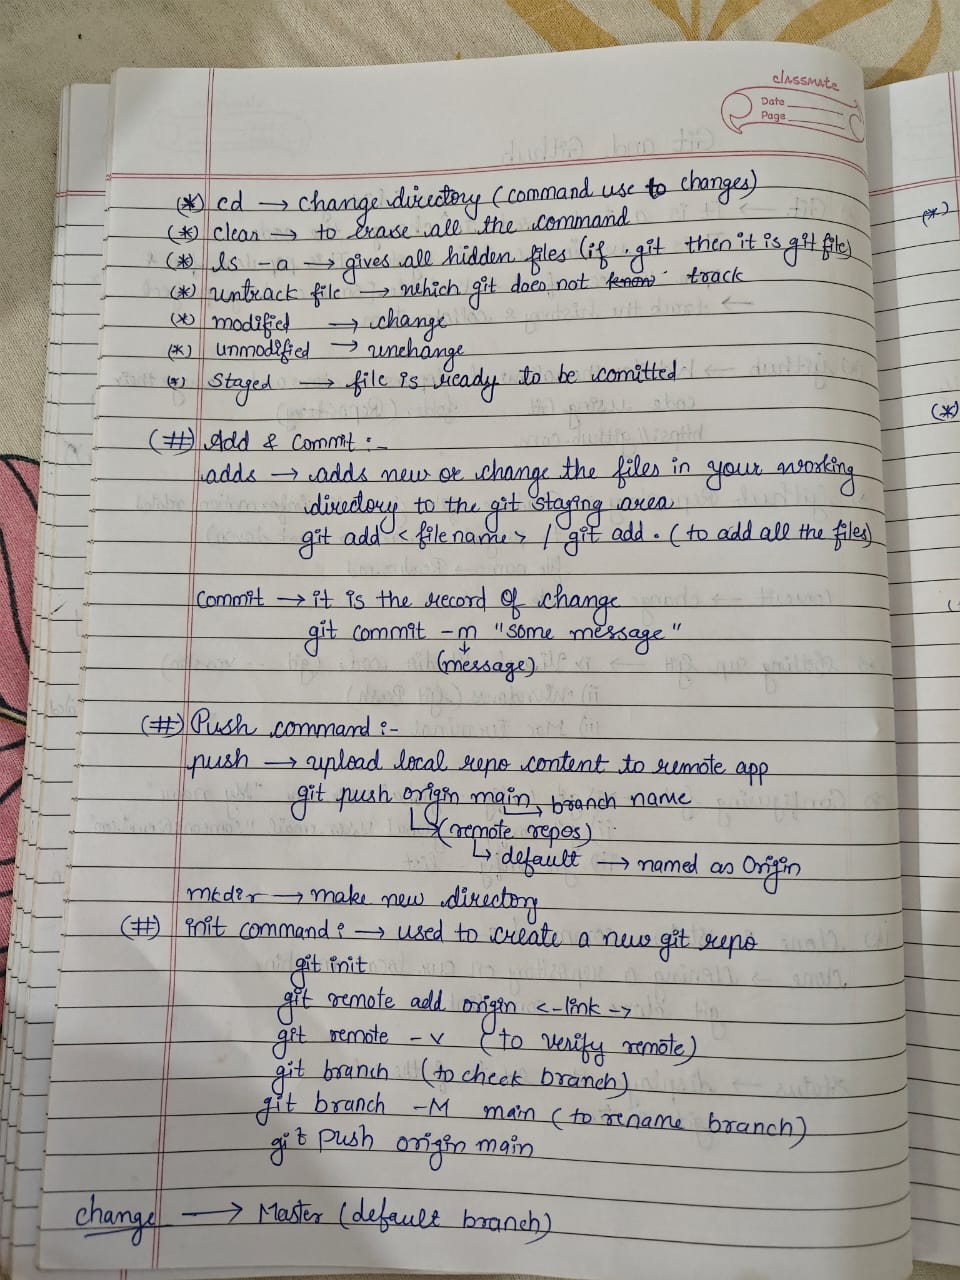 classmate
Date
Page
(*) cd → change directory (command use to changes)
(*) clear → to erase all the command
(*) ls -a → gives all hidden files (if .git then it is git file)
(*) untrack file → which git does not know track
(*) modified → change
(*) unmodified → unchange
(*) Staged → file is ready to be comitted
(#) Add & Commit :-
adds → adds new or change the files in your working
directory to the git staging area
git add <filename> / git add . (to add all the files)
Commit → it is the record of change
git commit -m "some message"
↓
(message)
(#) Push command :-
push → upload local repo content to remote app
git push origin main → branch name
↳ (remote repos)
↳ default → named as Origin
mkdir → make new directory
(#) init command : → used to create a new git repo
git init
git remote add origin <-link->
git remote -v (to verify remote)
git branch (to check branch)
git branch -M main (to rename branch)
git push origin main
change → Master (default branch)
(*)
(*)